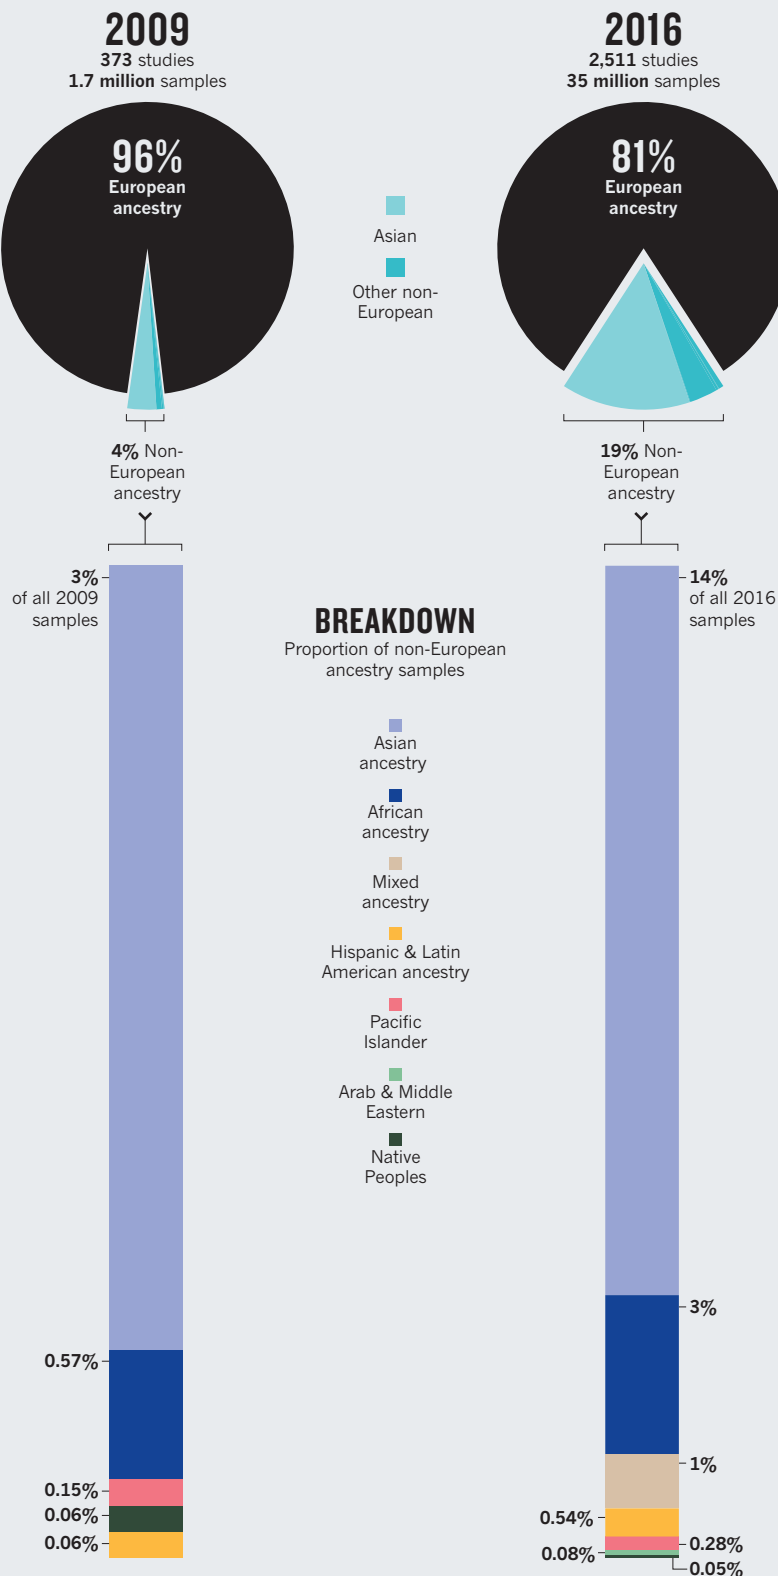 2009
373 studies
1.7 million samples
96%
European
ancestry
4% Non-
European
ancestry
Asian
Other non-
European
2016
2,511 studies
35 million samples
81%
European
ancestry
19% Non-
European
ancestry
3%
of all 2009
samples
0.57%
0.15%
0.06%
0.06%
BREAKDOWN
Proportion of non-European
ancestry samples
Asian
ancestry
African
ancestry
Mixed
ancestry
Hispanic & Latin
American ancestry
Pacific
Islander
Arab & Middle
Eastern
Native
Peoples
14%
of all 2016
samples
3%
1%
0.54%
0.28%
0.08%
0.05%